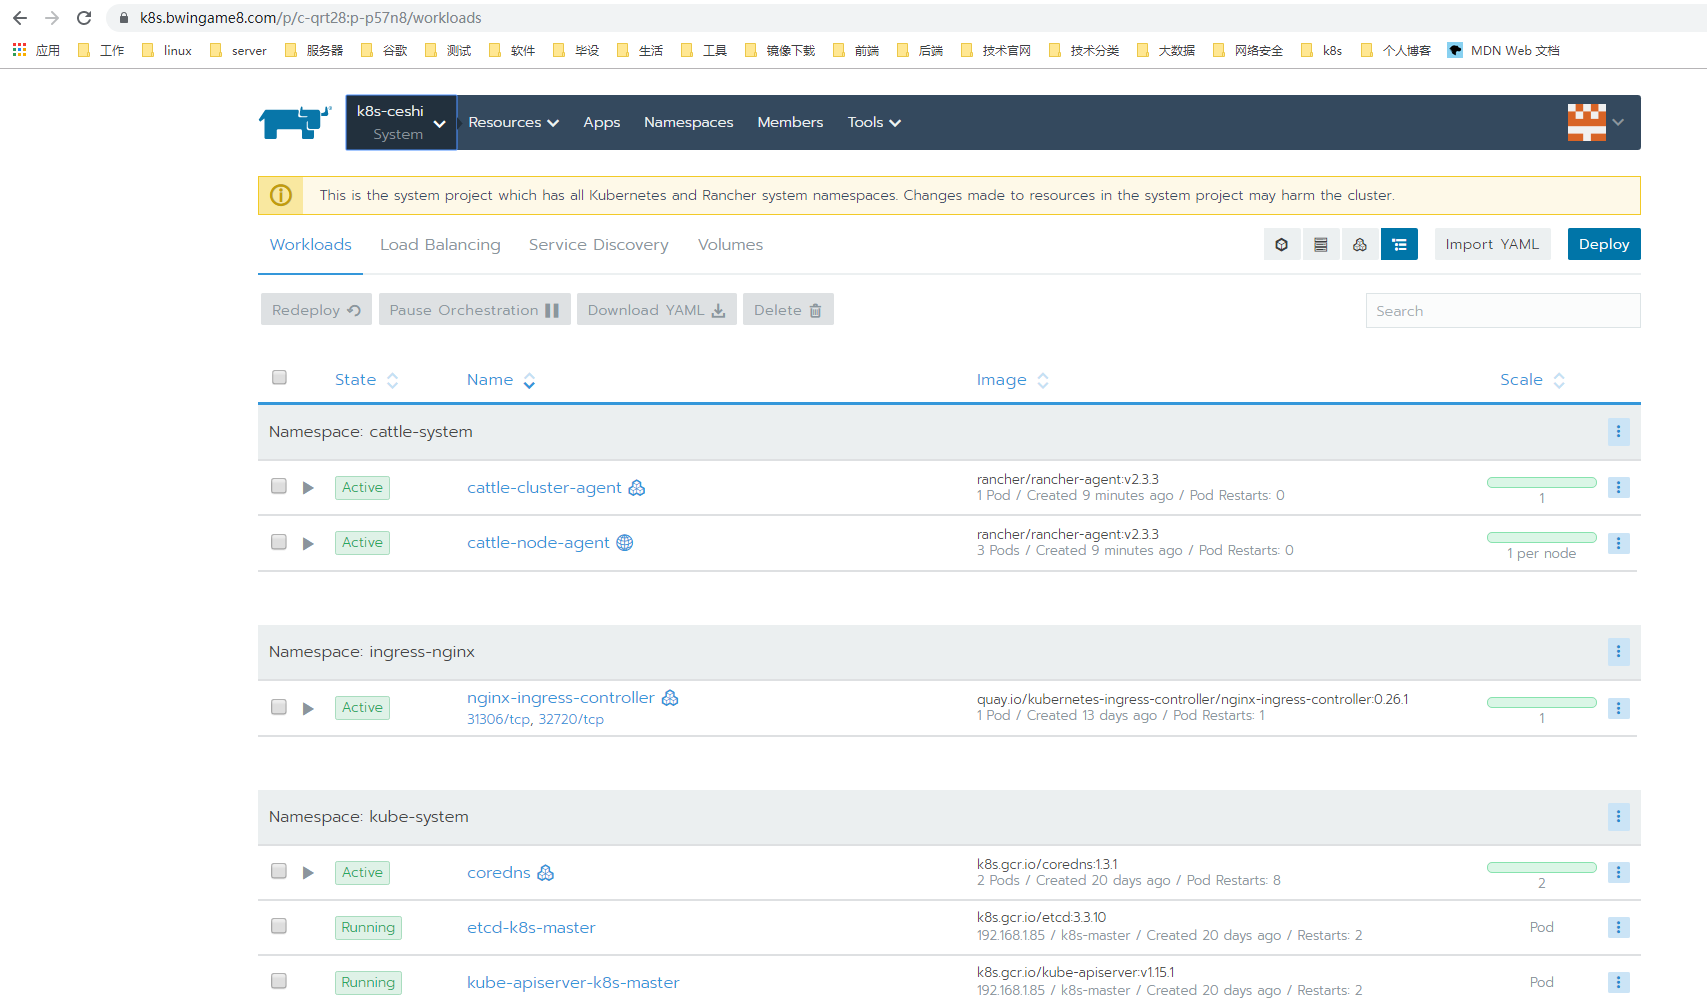 k8s.bwingame8.com/p/c-qrt28:p-p57n8/workloads
应用 工作 linux server 服务器 谷歌 测试 软件 毕设 生活 工具 镜像下载 前端 后端 技术官网 技术分类 大数据 网络安全 k8s 个人博客 MDN Web 文档
k8s-ceshi
System
Resources Apps Namespaces Members Tools
This is the system project which has all Kubernetes and Rancher system namespaces. Changes made to resources in the system project may harm the cluster.
Workloads Load Balancing Service Discovery Volumes Import YAML Deploy
Redeploy Pause Orchestration Download YAML Delete Search
State Name Image Scale
Namespace: cattle-system
Active cattle-cluster-agent rancher/rancher-agent:v2.3.3
1 Pod / Created 9 minutes ago / Pod Restarts: 0 1
Active cattle-node-agent rancher/rancher-agent:v2.3.3
3 Pods / Created 9 minutes ago / Pod Restarts: 0 1 per node
Namespace: ingress-nginx
Active nginx-ingress-controller quay.io/kubernetes-ingress-controller/nginx-ingress-controller:0.26.1
31306/tcp, 32720/tcp 1 Pod / Created 13 days ago / Pod Restarts: 1 1
Namespace: kube-system
Active coredns k8s.gcr.io/coredns:1.3.1
2 Pods / Created 20 days ago / Pod Restarts: 8 2
Running etcd-k8s-master k8s.gcr.io/etcd:3.3.10 Pod
192.168.1.85 / k8s-master / Created 20 days ago / Restarts: 2
Running kube-apiserver-k8s-master k8s.gcr.io/kube-apiserver:v1.15.1 Pod
192.168.1.85 / k8s-master / Created 20 days ago / Restarts: 2